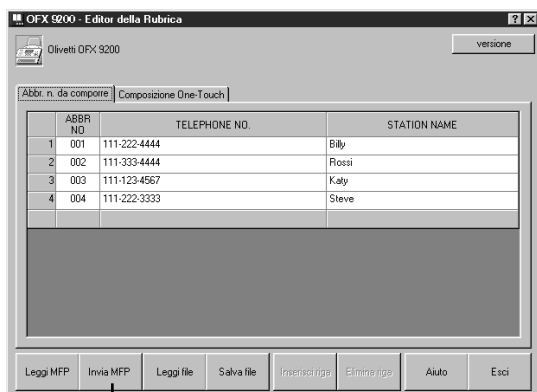 OFX 9200 - Editor della Rubrica
Olivetti OFX 9200
versione
Abbr. n. da comporre Composizione One-Touch
ABBR NO TELEPHONE NO. STATION NAME
1 001 111-222-4444 Billy
2 002 111-333-4444 Rossi
3 003 111-123-4567 Katy
4 004 111-222-3333 Steve
Leggi MFP Invia MFP Leggi file Salva file Inserisci riga Elimina riga Aiuto Esci